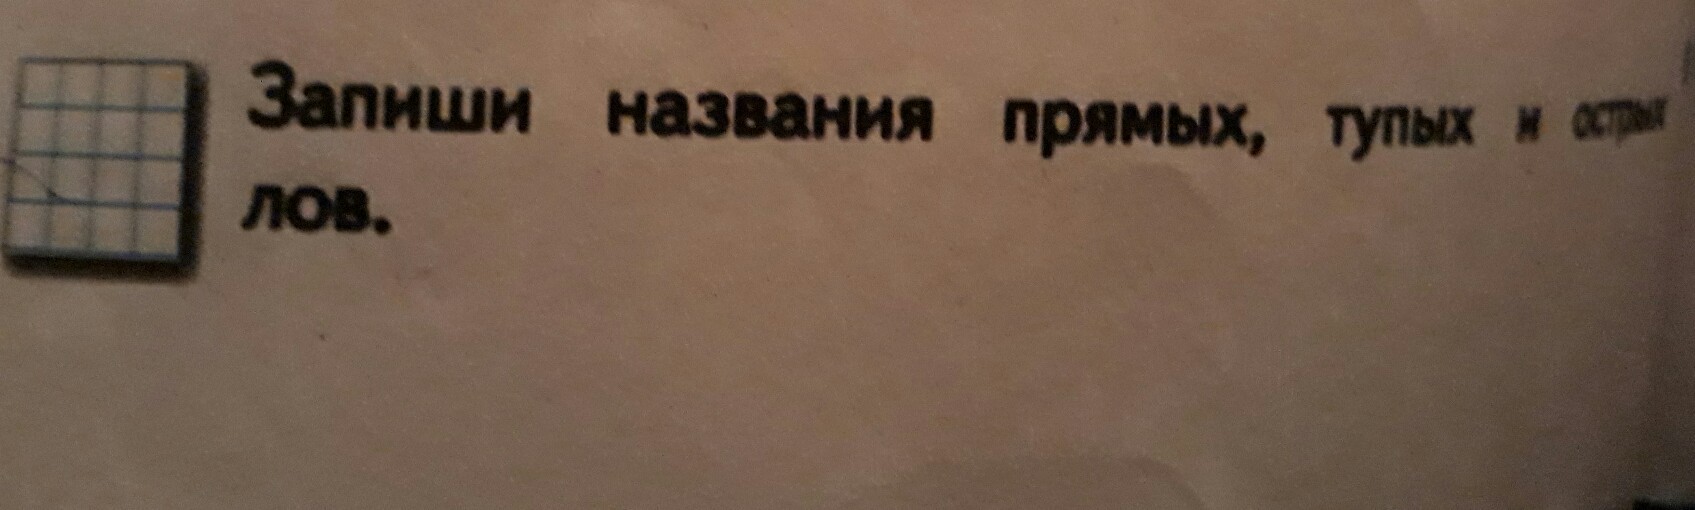 Запиши названия прямых, тупых и острых
лов.